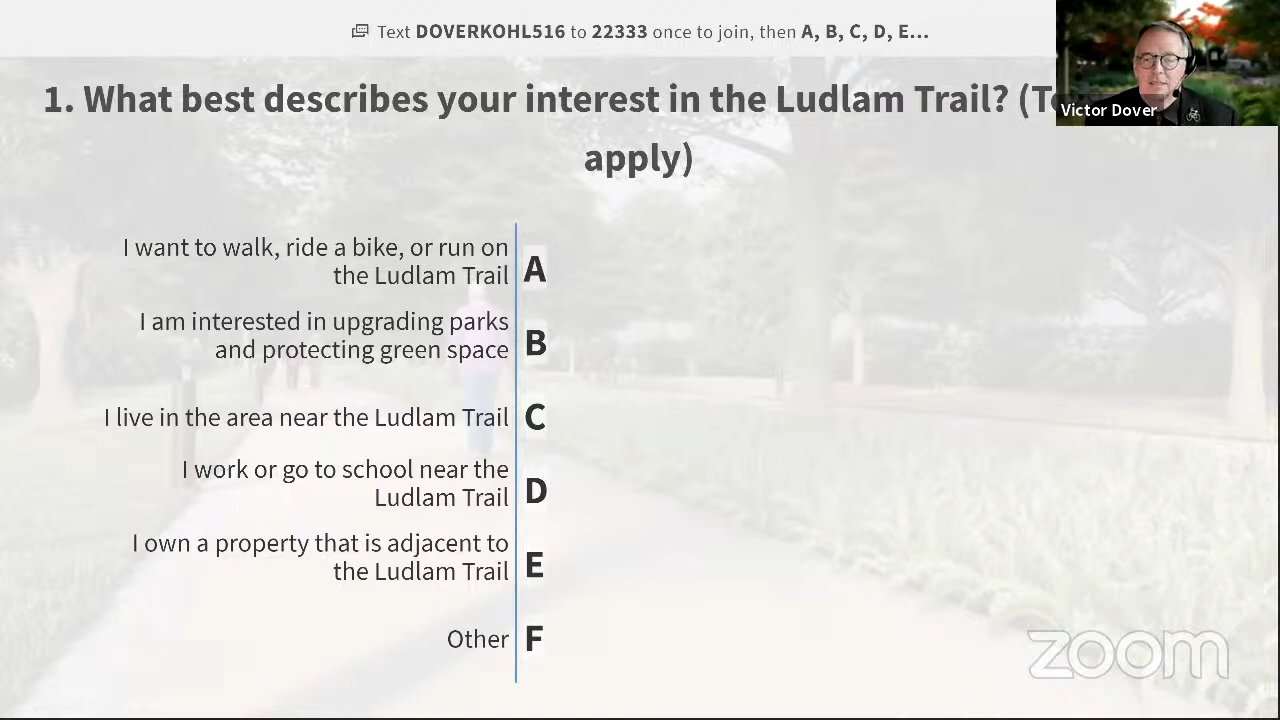 Text DOVERKOHL516 to 22333 once to join, then A, B, C, D, E...
1. What best describes your interest in the Ludlam Trail? (
apply)
Victor Dover
I want to walk, ride a bike, or run on
the Ludlam Trail
A
I am interested in upgrading parks
and protecting green space
B
I live in the area near the Ludlam Trail
C
I work or go to school near the
Ludlam Trail
D
I own a property that is adjacent to
the Ludlam Trail
E
Other
F
zoom